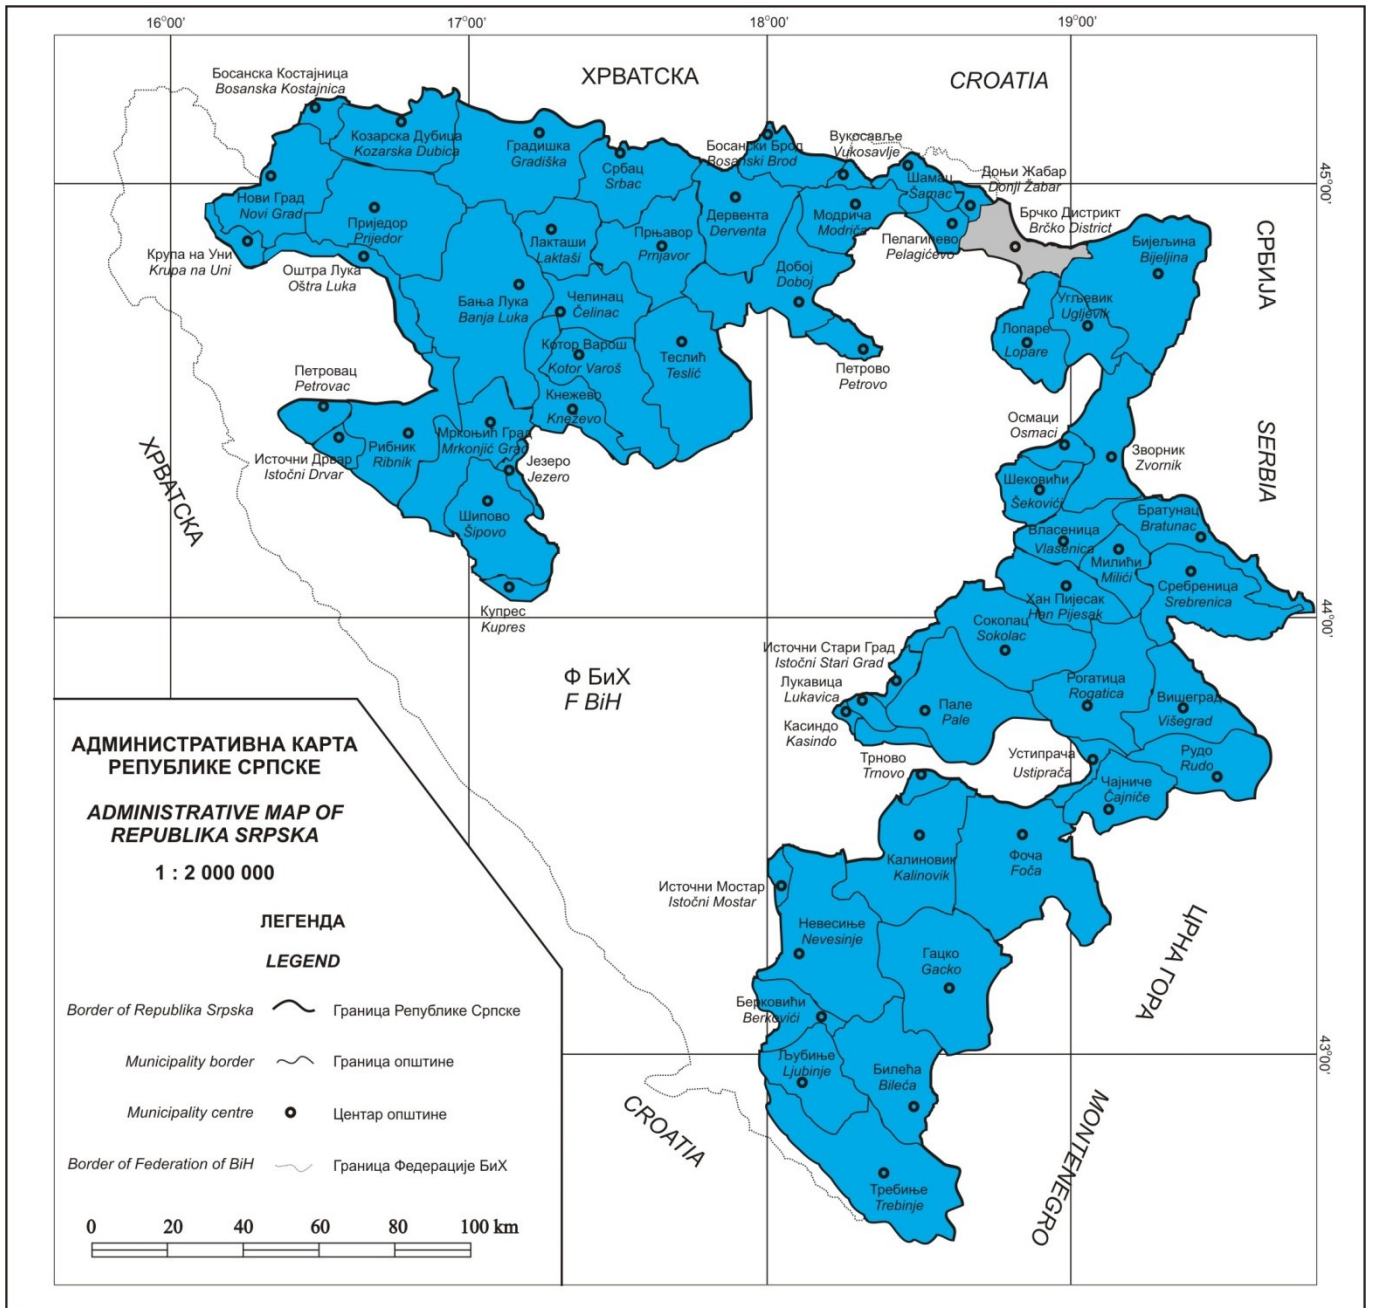 16°00'
17°00'
18°00'
19°00'
ХРВАТСКА
CROATIA
Босанска Костајница
Bosanska Kostajnica
Козарска Дубица
Kozarska Dubica
Градишка
Gradiška
Србац
Srbac
Босански Брод
Bosanski Brod
Вукосавље
Vukosavlje
Шамац
Šamac
Доњи Жабар
Donji Žabar
45°00'
Нови Град
Novi Grad
Приједор
Prijedor
Лакташи
Laktaši
Прњавор
Prnjavor
Дервента
Derventa
Модрича
Modriča
Пелагићево
Pelagićevo
Брчко Дистрикт
Brčko District
Бијељина
Bijeljina
СРБИЈА
Крупа на Уни
Krupa na Uni
Оштра Лука
Oštra Luka
Бања Лука
Banja Luka
Челинац
Čelinac
Добој
Doboj
Угљевик
Ugljevik
Лопаре
Lopare
Котор Варош
Kotor Varoš
Теслић
Teslić
Петрово
Petrovo
Петровац
Petrovac
Кнежево
Knezevo
Осмаци
Osmaci
SERBIA
ХРВАТСКА
Источни Дрвар
Istočni Drvar
Рибник
Ribnik
Мркоњић Град
Mrkonjić Grad
Језеро
Jezero
Зворник
Zvornik
Шековићи
Šekovići
Шипово
Šipovo
Братунац
Bratunac
Власеница
Vlasenica
Милићи
Milići
Сребреница
Srebrenica
Купрес
Kupres
Хан Пијесак
Han Pijesak
44°00'
Соколац
Sokolac
Источни Стари Град
Istočni Stari Grad
Ф БиХ
F BiH
Лукавица
Lukavica
Касиндо
Kasindo
Пале
Pale
Рогатица
Rogatica
Вишеград
Višegrad
Трново
Trnovo
Устипрача
Ustiprača
Рудо
Rudo
Чајниче
Čajniče
Калиновик
Kalinovik
Фоча
Foča
Источни Мостар
Istočni Mostar
Невесиње
Nevesinje
Гацко
Gacko
ЦРНА ГОРА
Берковићи
Berkovići
43°00'
Љубиње
Ljubinje
Билећа
Bileća
CROATIA
MONTENEGRO
Требиње
Trebinje
АДМИНИСТРАТИВНА КАРТА
РЕПУБЛИКЕ СРПСКЕ
ADMINISTRATIVE MAP OF
REPUBLIKA SRPSKA
1 : 2 000 000
ЛЕГЕНДА
LEGEND
Border of Republika Srpska Граница Републике Српске
Municipality border Граница општине
Municipality centre Центар општине
Border of Federation of BiH Граница Федерације БиХ
0 20 40 60 80 100 km